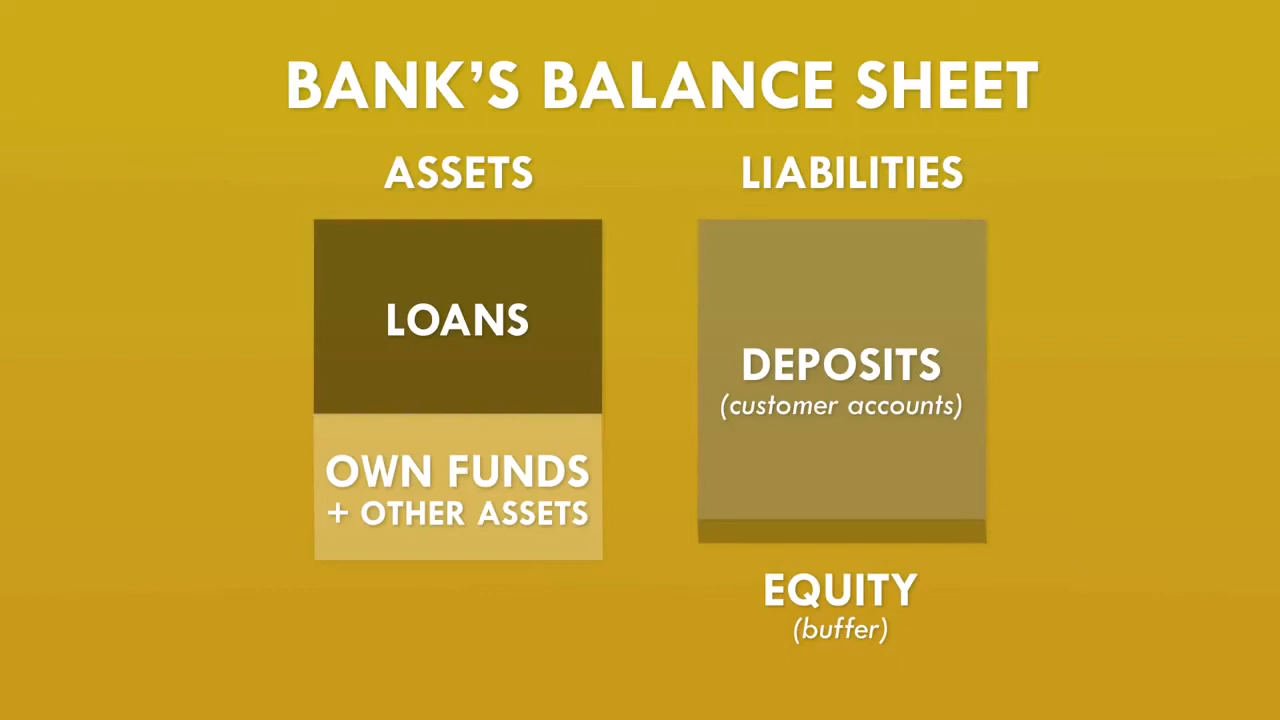 BANK’S BALANCE SHEET
ASSETS
LIABILITIES
LOANS
OWN FUNDS
+ OTHER ASSETS
DEPOSITS
(customer accounts)
EQUITY
(buffer)